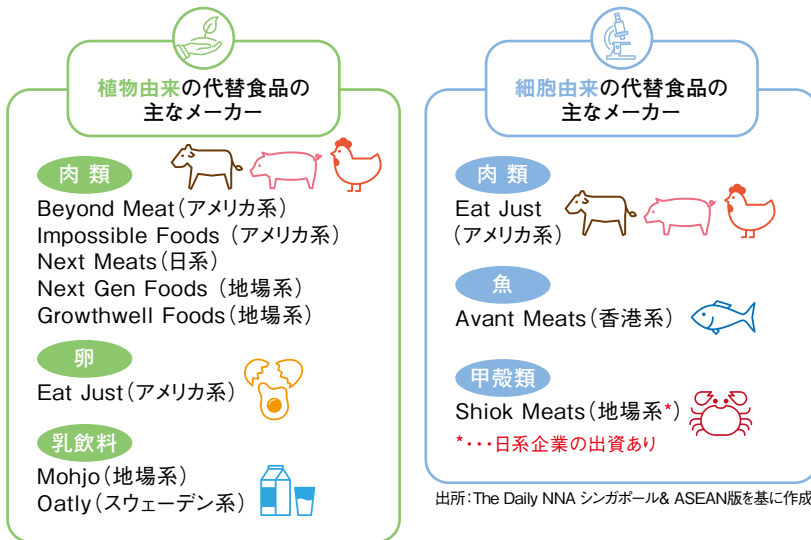 植物由来の代替食品の
主なメーカー
肉 類
Beyond Meat(アメリカ系)
Impossible Foods (アメリカ系)
Next Meats(日系)
Next Gen Foods (地場系)
Growthwell Foods(地場系)
卵
Eat Just(アメリカ系)
乳飲料
Mohjo(地場系)
Oatly(スウェーデン系)
細胞由来の代替食品の
主なメーカー
肉 類
Eat Just
(アメリカ系)
魚
Avant Meats(香港系)
甲殻類
Shiok Meats(地場系*)
*・・・日系企業の出資あり
出所:The Daily NNA シンガポール& ASEAN版を基に作成